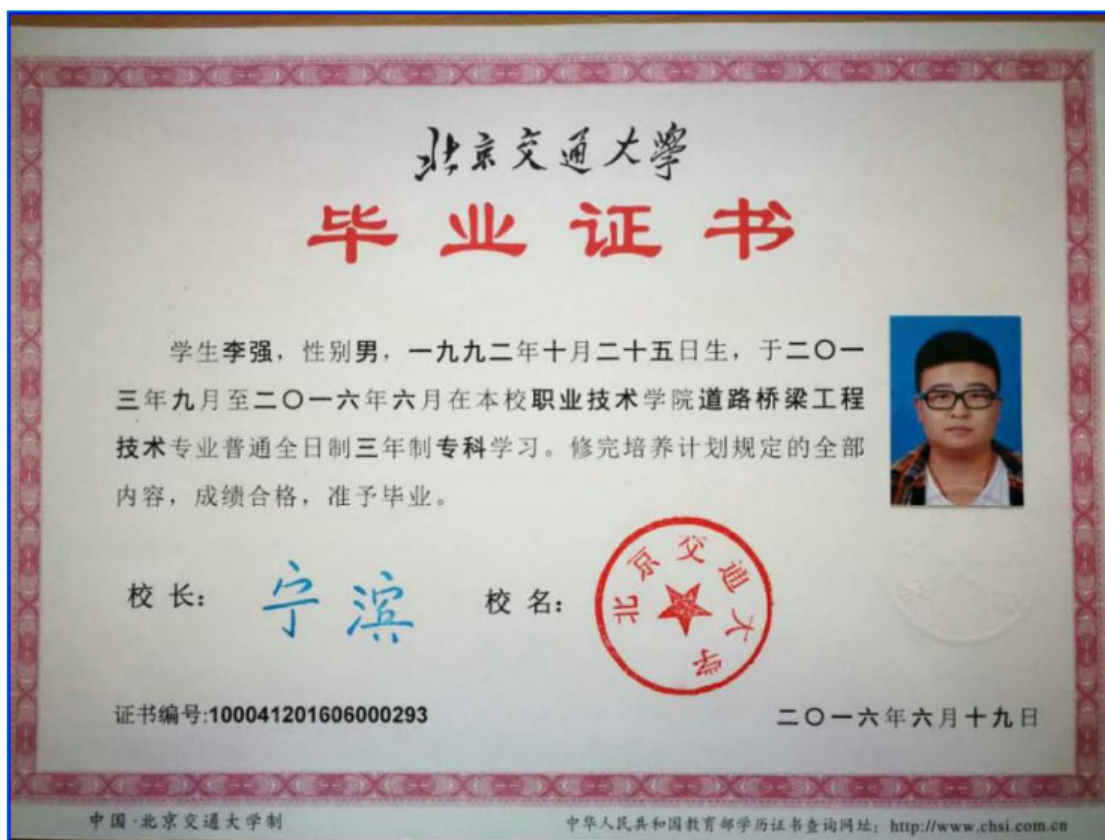 北京交通大學
毕业证书
学生李强，性别男，一九九二年十月二十五日生，于二〇一
三年九月至二〇一六年六月在本校职业技术学院道路桥梁工程
技术专业普通全日制三年制专科学习。修完培养计划规定的全部
内容，成绩合格，准予毕业。
校 长： 宁滨 校 名： 北京交通大学
证书编号:100041201606000293 二〇一六年六月十九日
中国·北京交通大学制 中华人民共和国教育部学历证书查询网址：http://www.chsi.com.cn